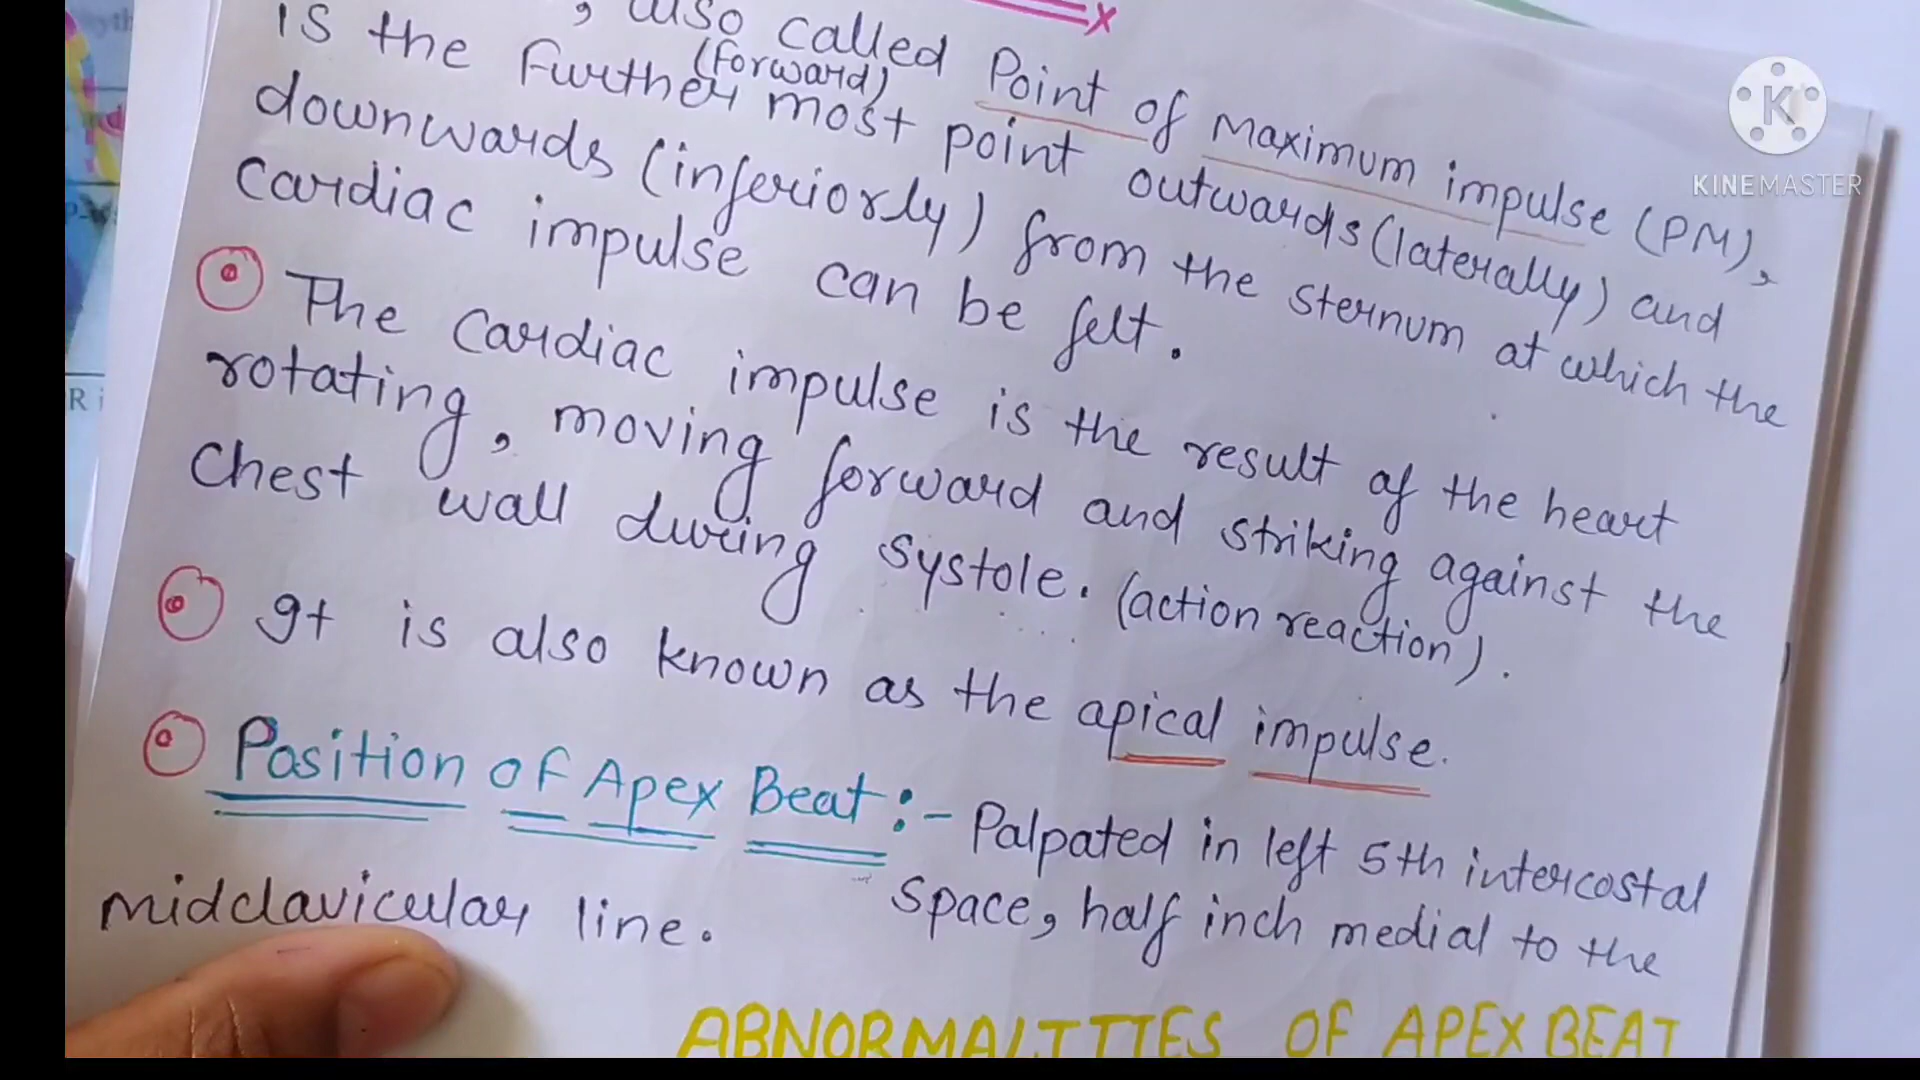 , also called Point of Maximum impulse (PM),
is the Further most point outwards (laterally) and
(forward)
downwards (inferiorly) from the sternum at which the
cardiac impulse can be felt.
The cardiac impulse is the result of the heart
rotating, moving forward and striking against the
chest wall during systole. (action reaction).
It is also known as the apical impulse.
Position of Apex Beat :- Palpated in left 5th intercostal
space, half inch medial to the
midclavicular line.
ABNORMALITIES OF APEX BEAT
K
KINEMASTER
R i